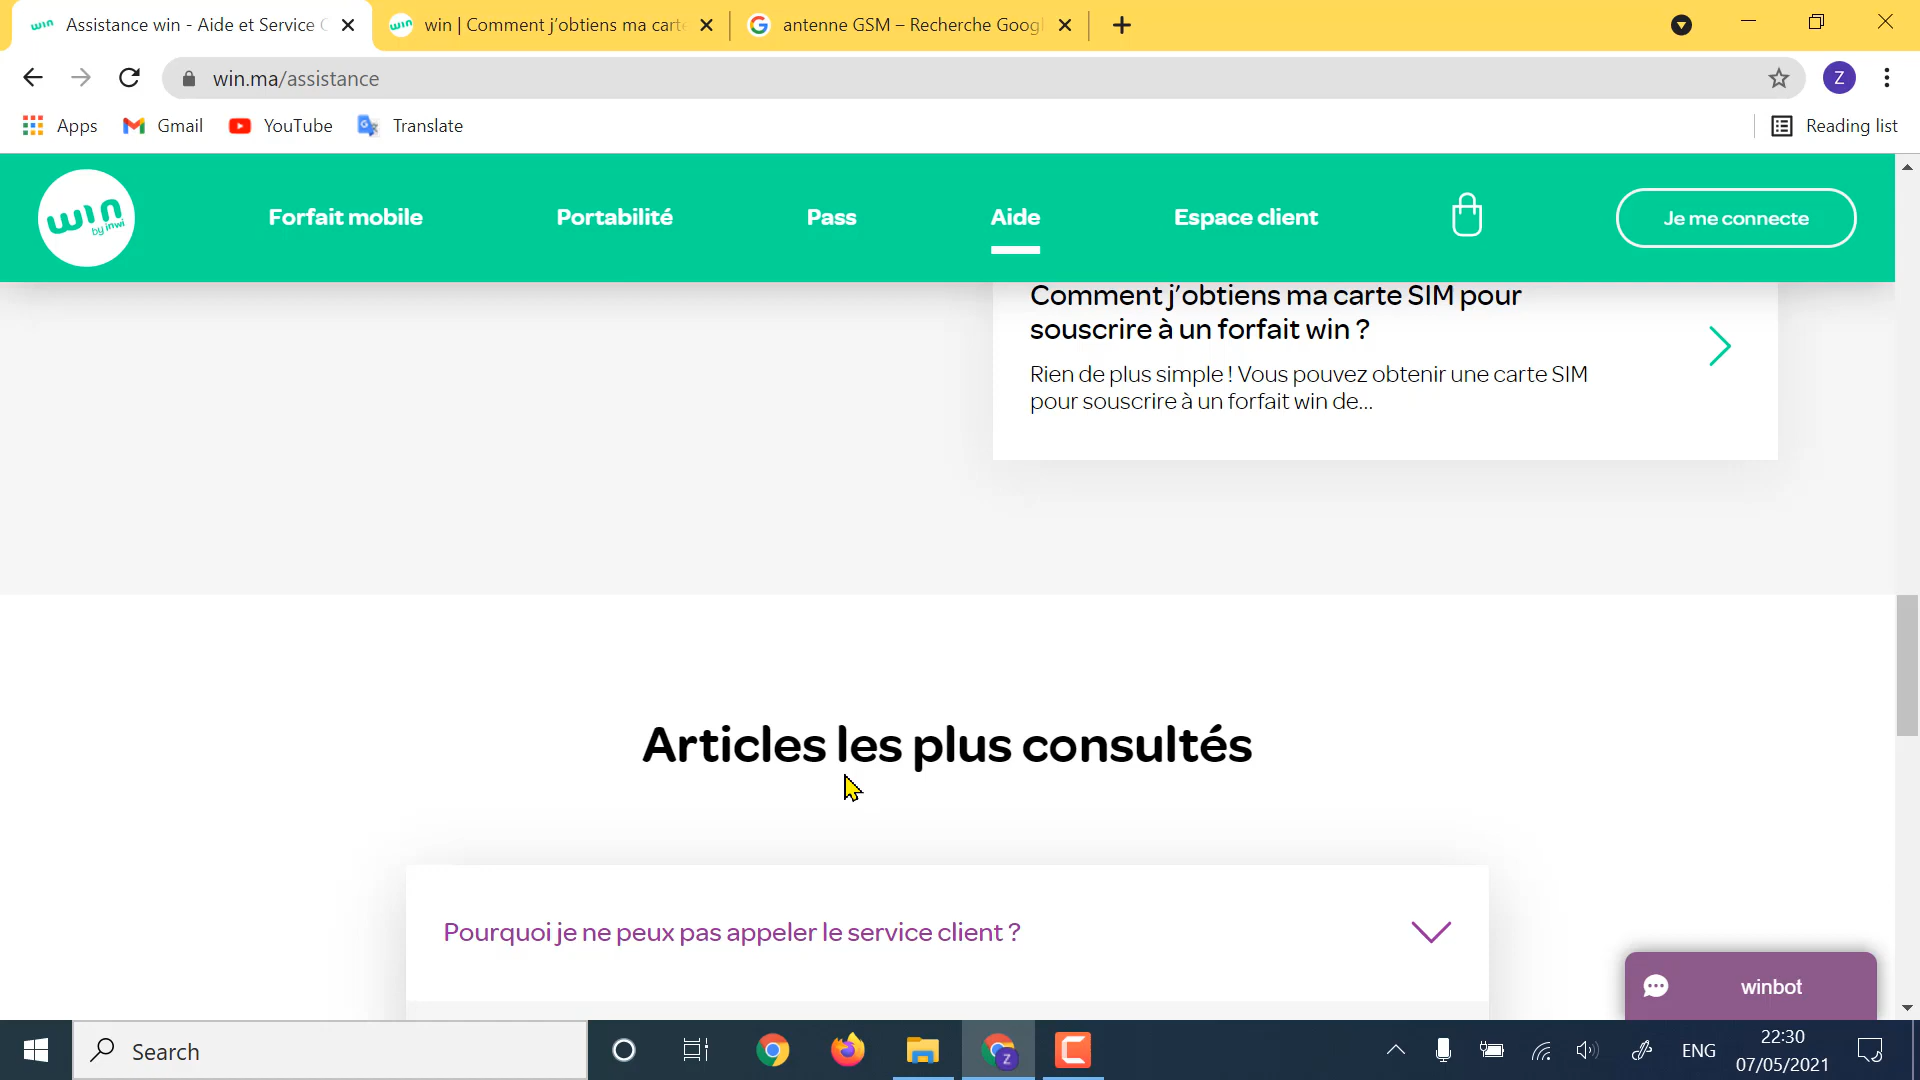 Assistance win - Aide et Service C
win | Comment j’obtiens ma carte
antenne GSM – Recherche Googl
win.ma/assistance
Z
Apps
Gmail
YouTube
Translate
Reading list
win
by inwi
Forfait mobile
Portabilité
Pass
Aide
Espace client
Je me connecte
Comment j’obtiens ma carte SIM pour
souscrire à un forfait win ?
Rien de plus simple ! Vous pouvez obtenir une carte SIM
pour souscrire à un forfait win de...
Articles les plus consultés
Pourquoi je ne peux pas appeler le service client ?
winbot
Search
Z
ENG
22:30
07/05/2021